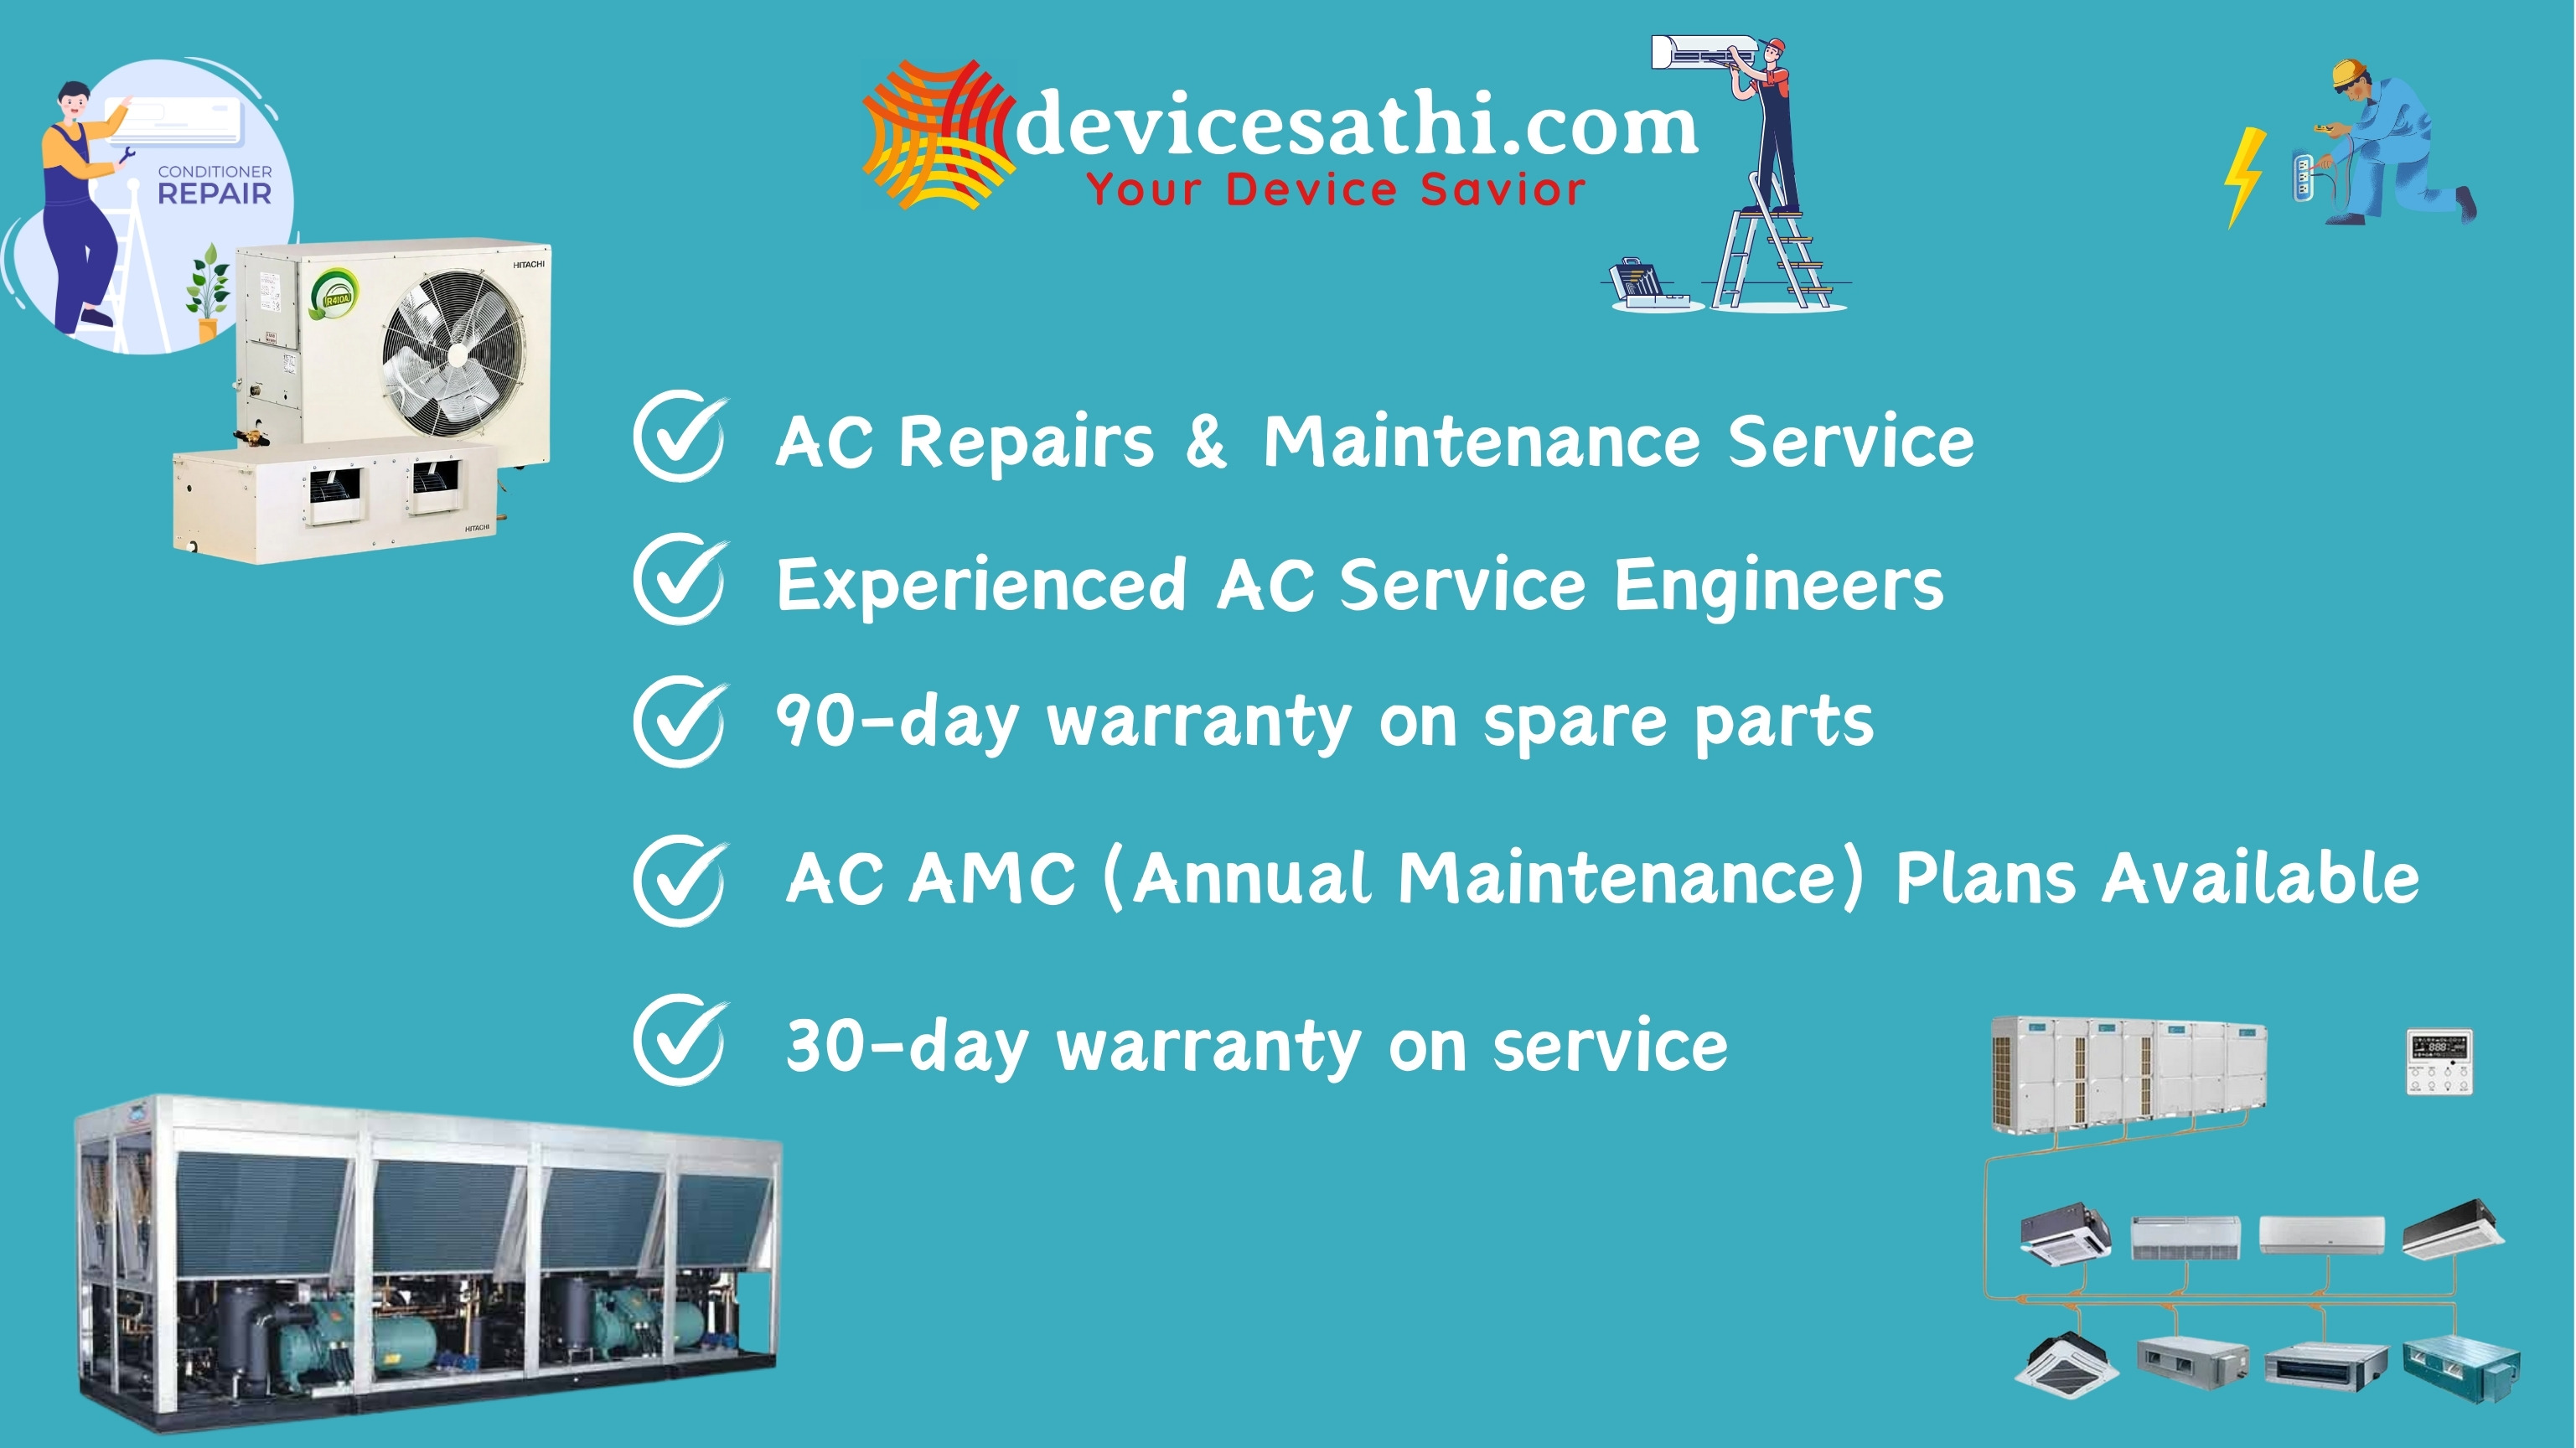 devicesathi.com
Your Device Savior
CONDITIONER
REPAIR
HITACHI
R410A
HITACHI
AC Repairs & Maintenance Service
Experienced AC Service Engineers
90-day warranty on spare parts
AC AMC (Annual Maintenance) Plans Available
30-day warranty on service